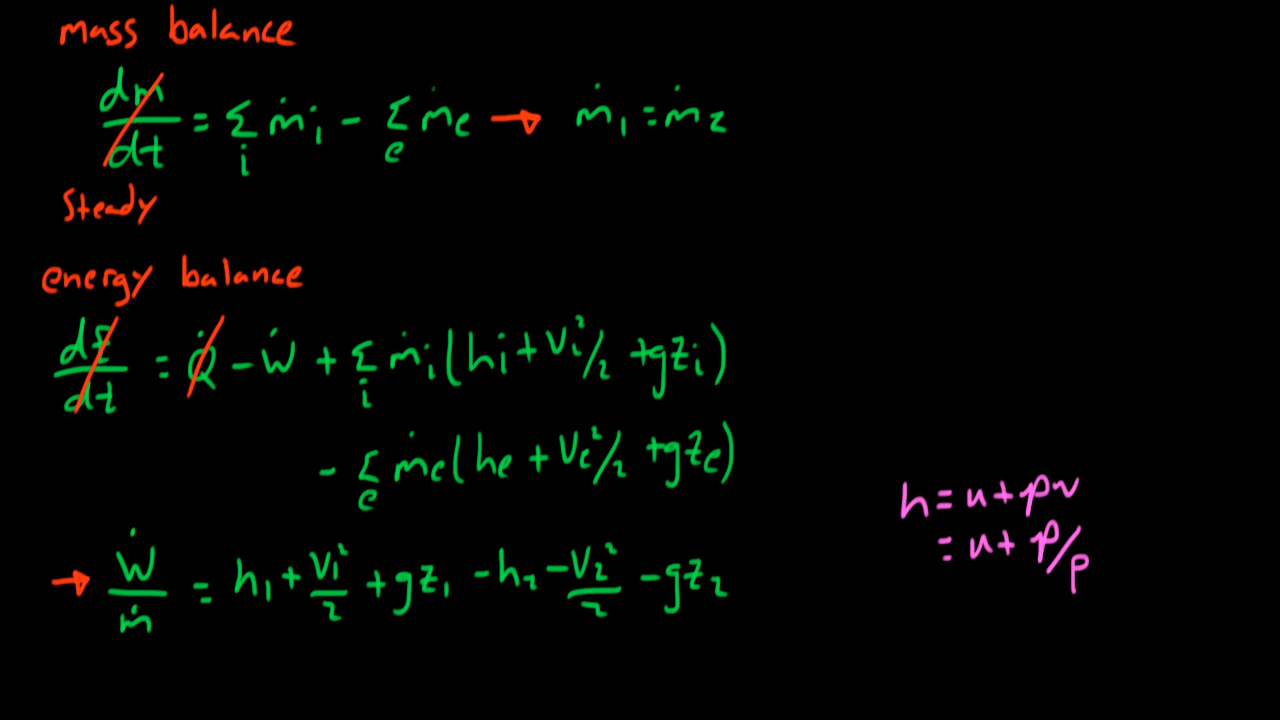 mass balance
dm/dt = Σ_i ṁ_i - Σ_e ṁ_e → ṁ_1 = ṁ_2
steady
energy balance
dE/dt = Q̇ - Ẇ + Σ_i ṁ_i (h_i + V_i²/2 + gz_i)
- Σ_e ṁ_e (h_e + V_e²/2 + gz_e)
h = u + pv
= u + p/ρ
→ Ẇ/ṁ = h_1 + V_1²/2 + gz_1 - h_2 - V_2²/2 - gz_2